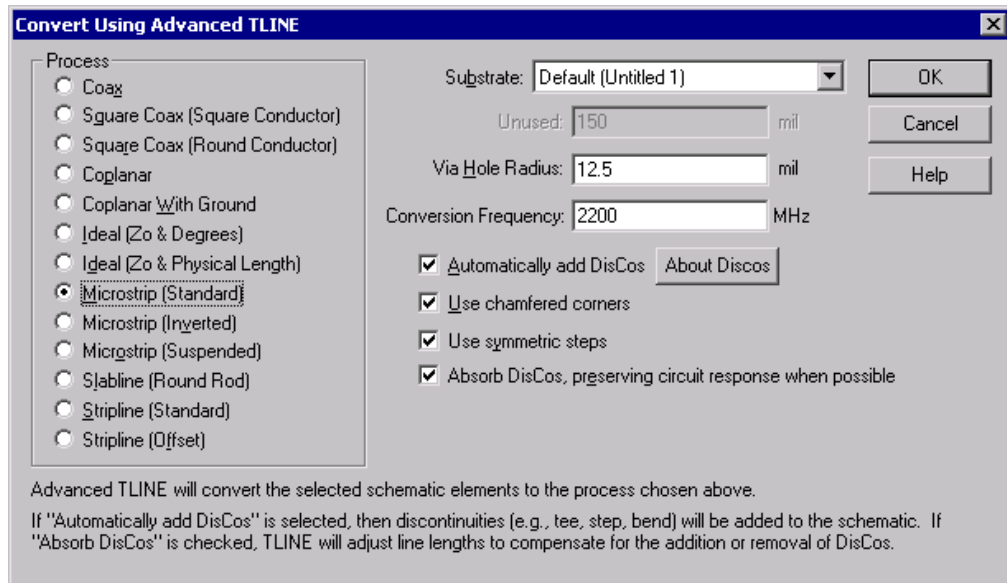 Convert Using Advanced TLINE
Process
Coax
Square Coax (Square Conductor)
Square Coax (Round Conductor)
Coplanar
Coplanar With Ground
Ideal (Zo & Degrees)
Ideal (Zo & Physical Length)
Microstrip (Standard)
Microstrip (Inverted)
Microstrip (Suspended)
Slabline (Round Rod)
Stripline (Standard)
Stripline (Offset)
Substrate: Default (Untitled 1)
Unused: 150 mil
Via Hole Radius: 12.5 mil
Conversion Frequency: 2200 MHz
Automatically add DisCos About Discos
Use chamfered corners
Use symmetric steps
Absorb DisCos, preserving circuit response when possible
OK
Cancel
Help
Advanced TLINE will convert the selected schematic elements to the process chosen above.
If "Automatically add DisCos" is selected, then discontinuities (e.g., tee, step, bend) will be added to the schematic. If
"Absorb DisCos" is checked, TLINE will adjust line lengths to compensate for the addition or removal of DisCos.